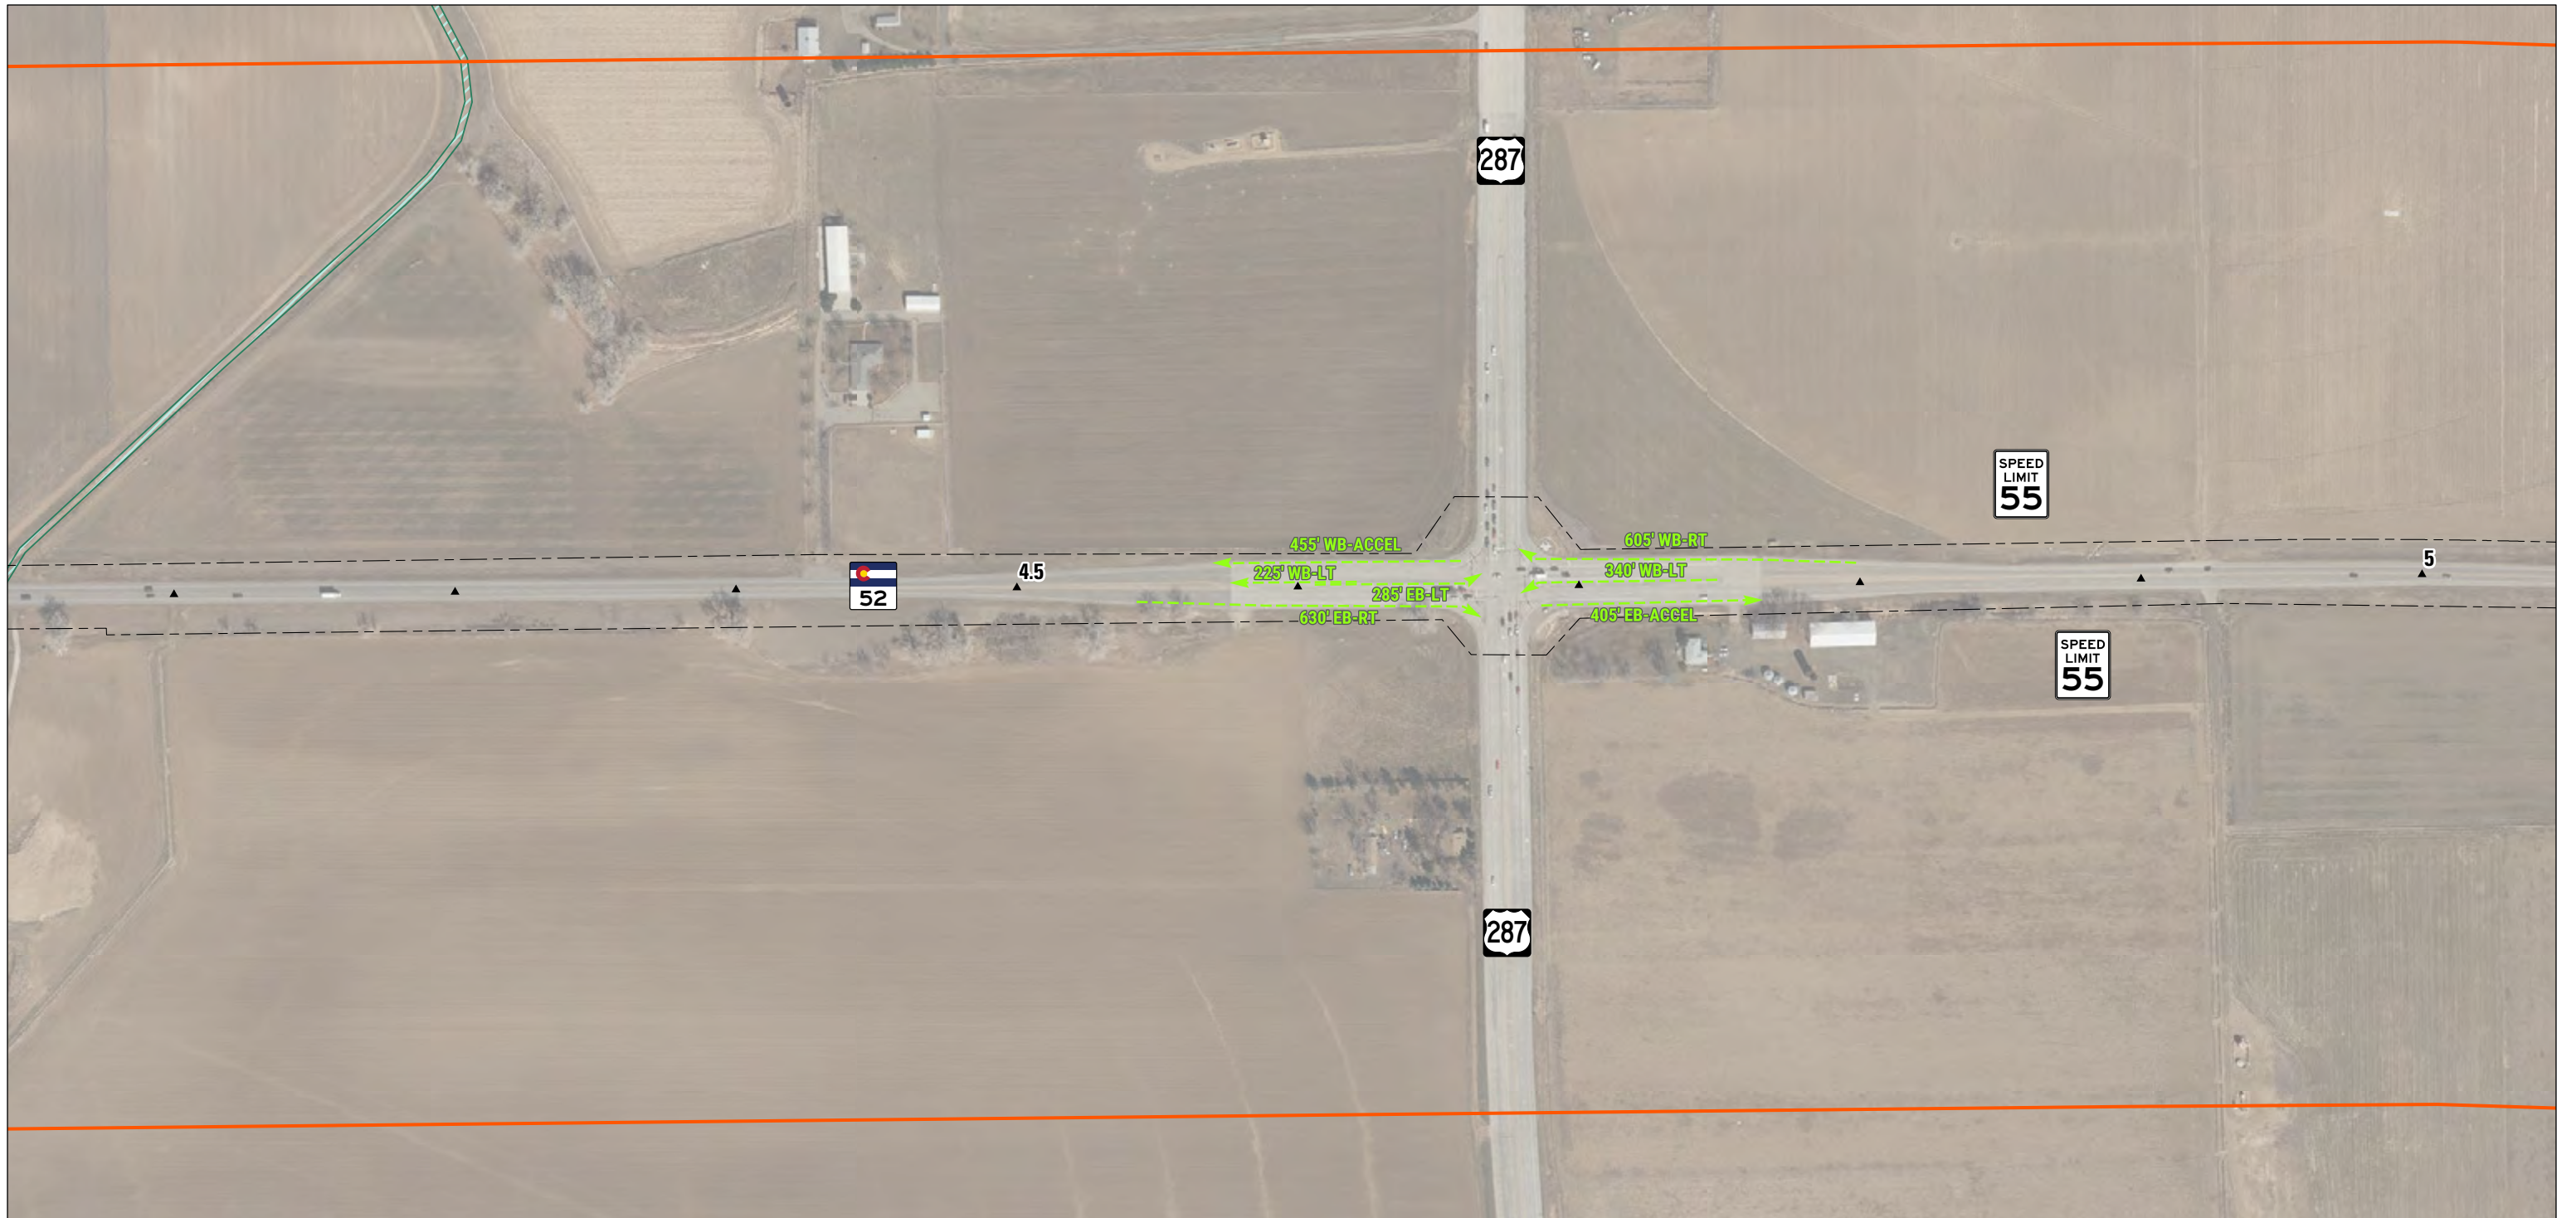 287
SPEED
LIMIT
55
455' WB-ACCEL
605' WB-RT
4.5
225' WB-LT
340' WB-LT
5
52
285' EB-LT
630' EB-RT
405' EB-ACCEL
SPEED
LIMIT
55
287